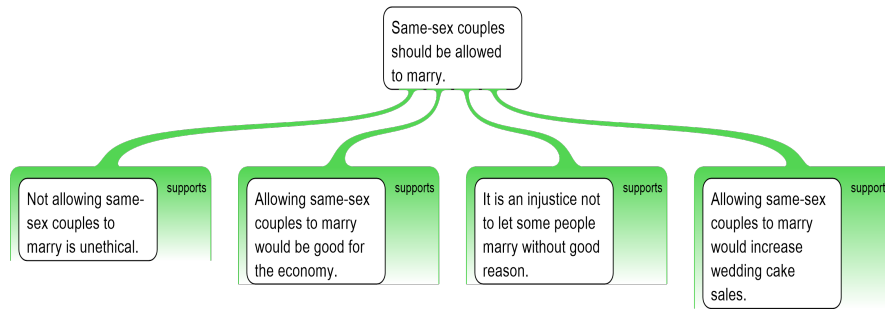 Same-sex couples
should be allowed
to marry.
supports
Not allowing same-
sex couples to
marry is unethical.
supports
Allowing same-sex
couples to marry
would be good for
the economy.
supports
It is an injustice not
to let some people
marry without good
reason.
support
Allowing same-sex
couples to marry
would increase
wedding cake
sales.